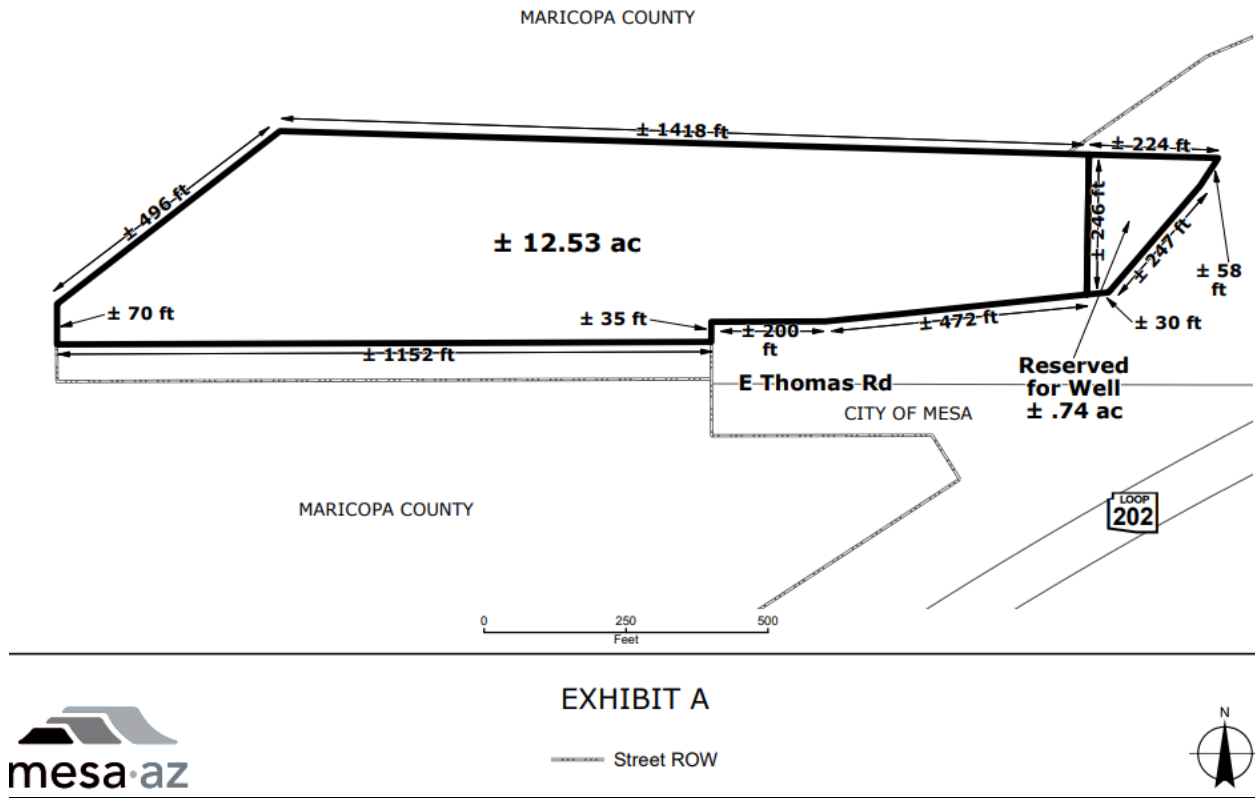 MARICOPA COUNTY
± 1418 ft
± 224 ft
± 496 ft
± 246 ft
± 247 ft
± 12.53 ac
± 58
ft
± 70 ft
± 35 ft
± 200
ft
± 472 ft
± 30 ft
± 1152 ft
Reserved
for Well
± .74 ac
E Thomas Rd
CITY OF MESA
MARICOPA COUNTY
LOOP
202
0 250 500
Feet
EXHIBIT A
Street ROW
mesa·az
N